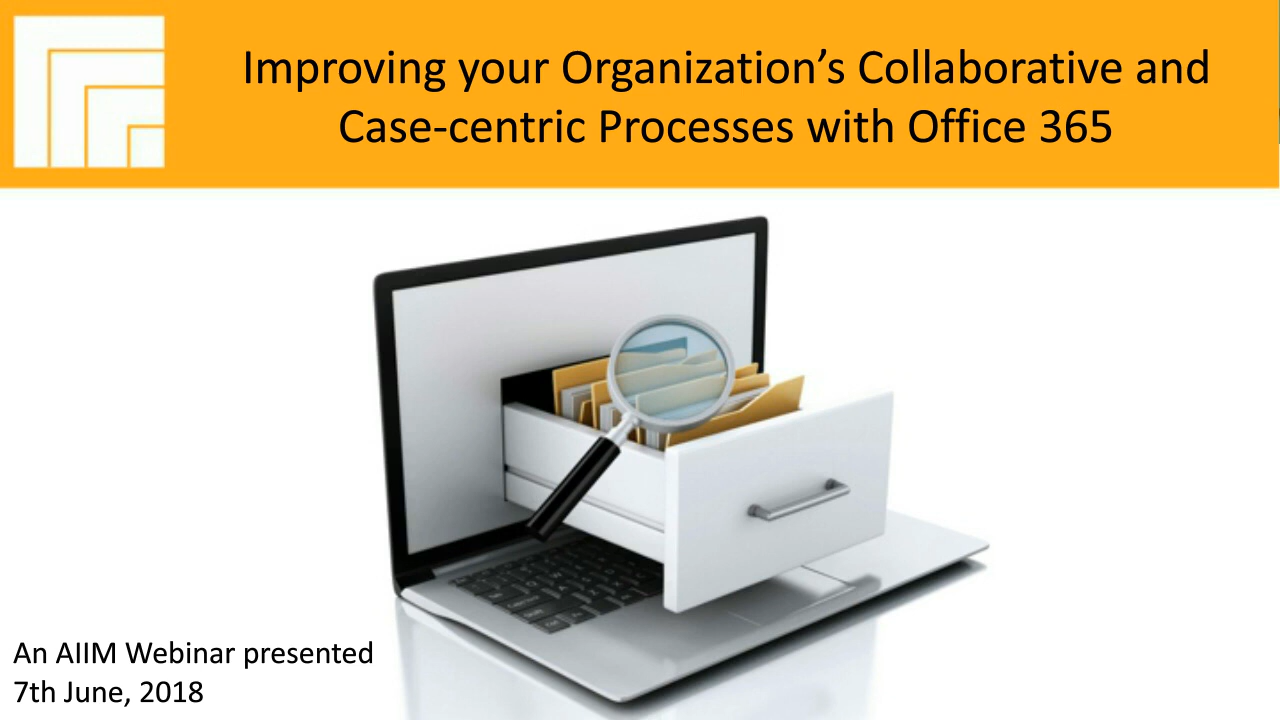 Improving your Organization’s Collaborative and
Case-centric Processes with Office 365
An AIIM Webinar presented
7th June, 2018